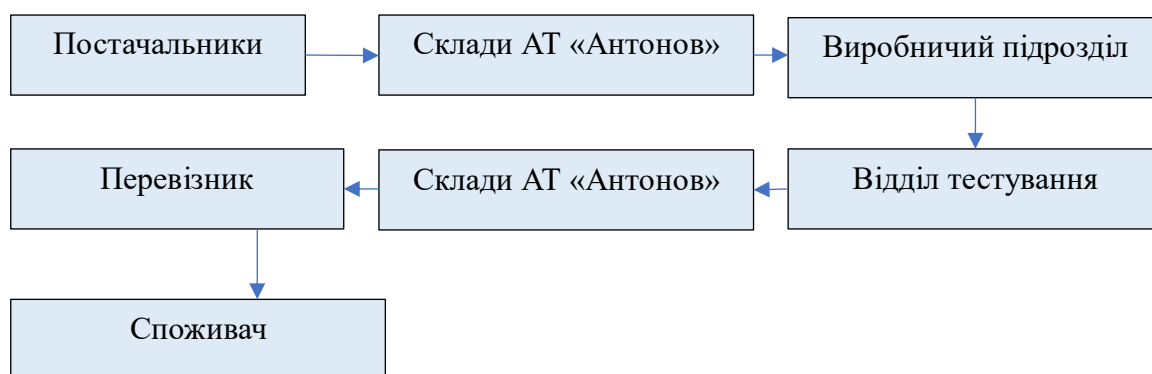 Постачальники
Склади АТ «Антонов»
Виробничий підрозділ
Перевізник
Склади АТ «Антонов»
Відділ тестування
Споживач